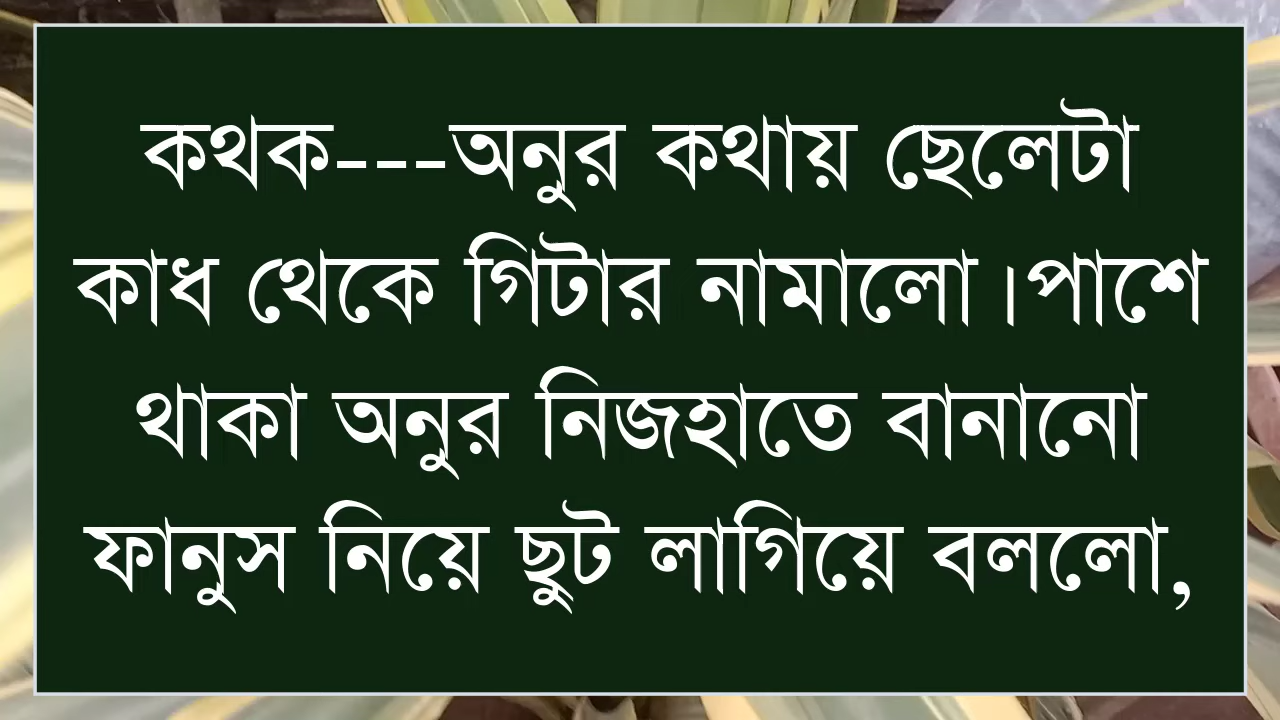 কথক---অনুর কথায় ছেলেটা
কাধ থেকে গিটার নামালো।পাশে
থাকা অনুর নিজহাতে বানানো
ফানুস নিয়ে ছুট লাগিয়ে বললো,